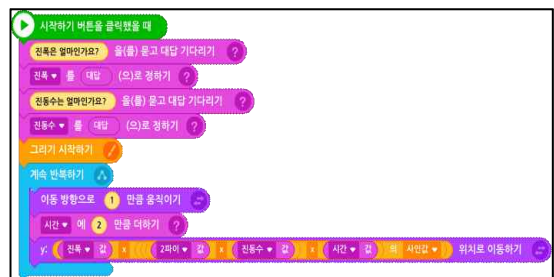 시작하기 버튼을 클릭했을 때
진폭은 얼마인가요? 을(를) 묻고 대답 기다리기 ?
진폭 ▼ 를 대답 (으)로 정하기 ?
진동수는 얼마인가요? 을(를) 묻고 대답 기다리기 ?
진동수 ▼ 를 대답 (으)로 정하기 ?
그리기 시작하기
계속 반복하기
이동 방향으로 1 만큼 움직이기
시간 ▼ 에 2 만큼 더하기 ?
y: ( 진폭 ▼ 값 x ( ( ( 2파이 ▼ 값 x 진동수 ▼ 값 ) x 시간 ▼ 값 ) 의 사인값 ▼ ) 위치로 이동하기